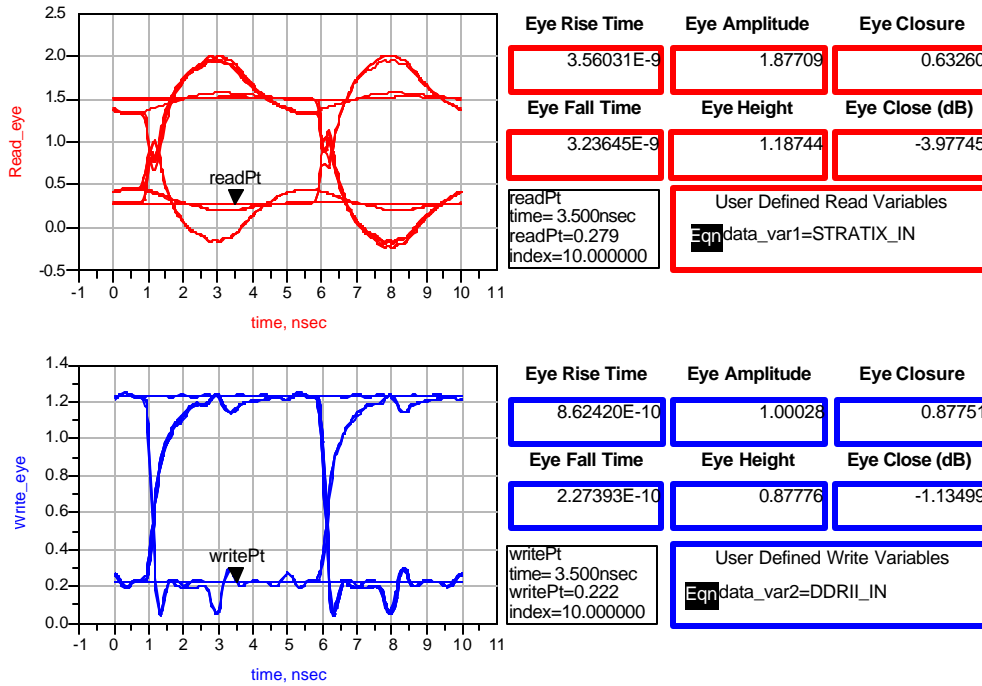 2.5
2.0
1.5
1.0
0.5
0.0
-0.5
Read_eye
readPt
-1 0 1 2 3 4 5 6 7 8 9 10 11
time, nsec
Eye Rise Time Eye Amplitude Eye Closure
3.56031E-9 1.87709 0.63260
Eye Fall Time Eye Height Eye Close (dB)
3.23645E-9 1.18744 -3.97745
readPt
time= 3.500nsec
readPt=0.279
index=10.000000
User Defined Read Variables
Eqn data_var1=STRATIX_IN
1.4
1.2
1.0
0.8
0.6
0.4
0.2
0.0
Write_eye
writePt
-1 0 1 2 3 4 5 6 7 8 9 10 11
time, nsec
Eye Rise Time Eye Amplitude Eye Closure
8.62420E-10 1.00028 0.87751
Eye Fall Time Eye Height Eye Close (dB)
2.27393E-10 0.87776 -1.13499
writePt
time= 3.500nsec
writePt=0.222
index=10.000000
User Defined Write Variables
Eqn data_var2=DDRII_IN